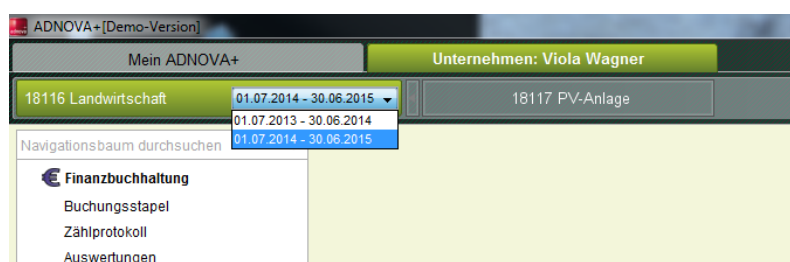 ADNOVA+[Demo-Version]
Mein ADNOVA+
Unternehmen: Viola Wagner
18116 Landwirtschaft
01.07.2014 - 30.06.2015
18117 PV-Anlage
01.07.2013 - 30.06.2014
01.07.2014 - 30.06.2015
Navigationsbaum durchsuchen
Finanzbuchhaltung
Buchungsstapel
Zählprotokoll
Auswertungen